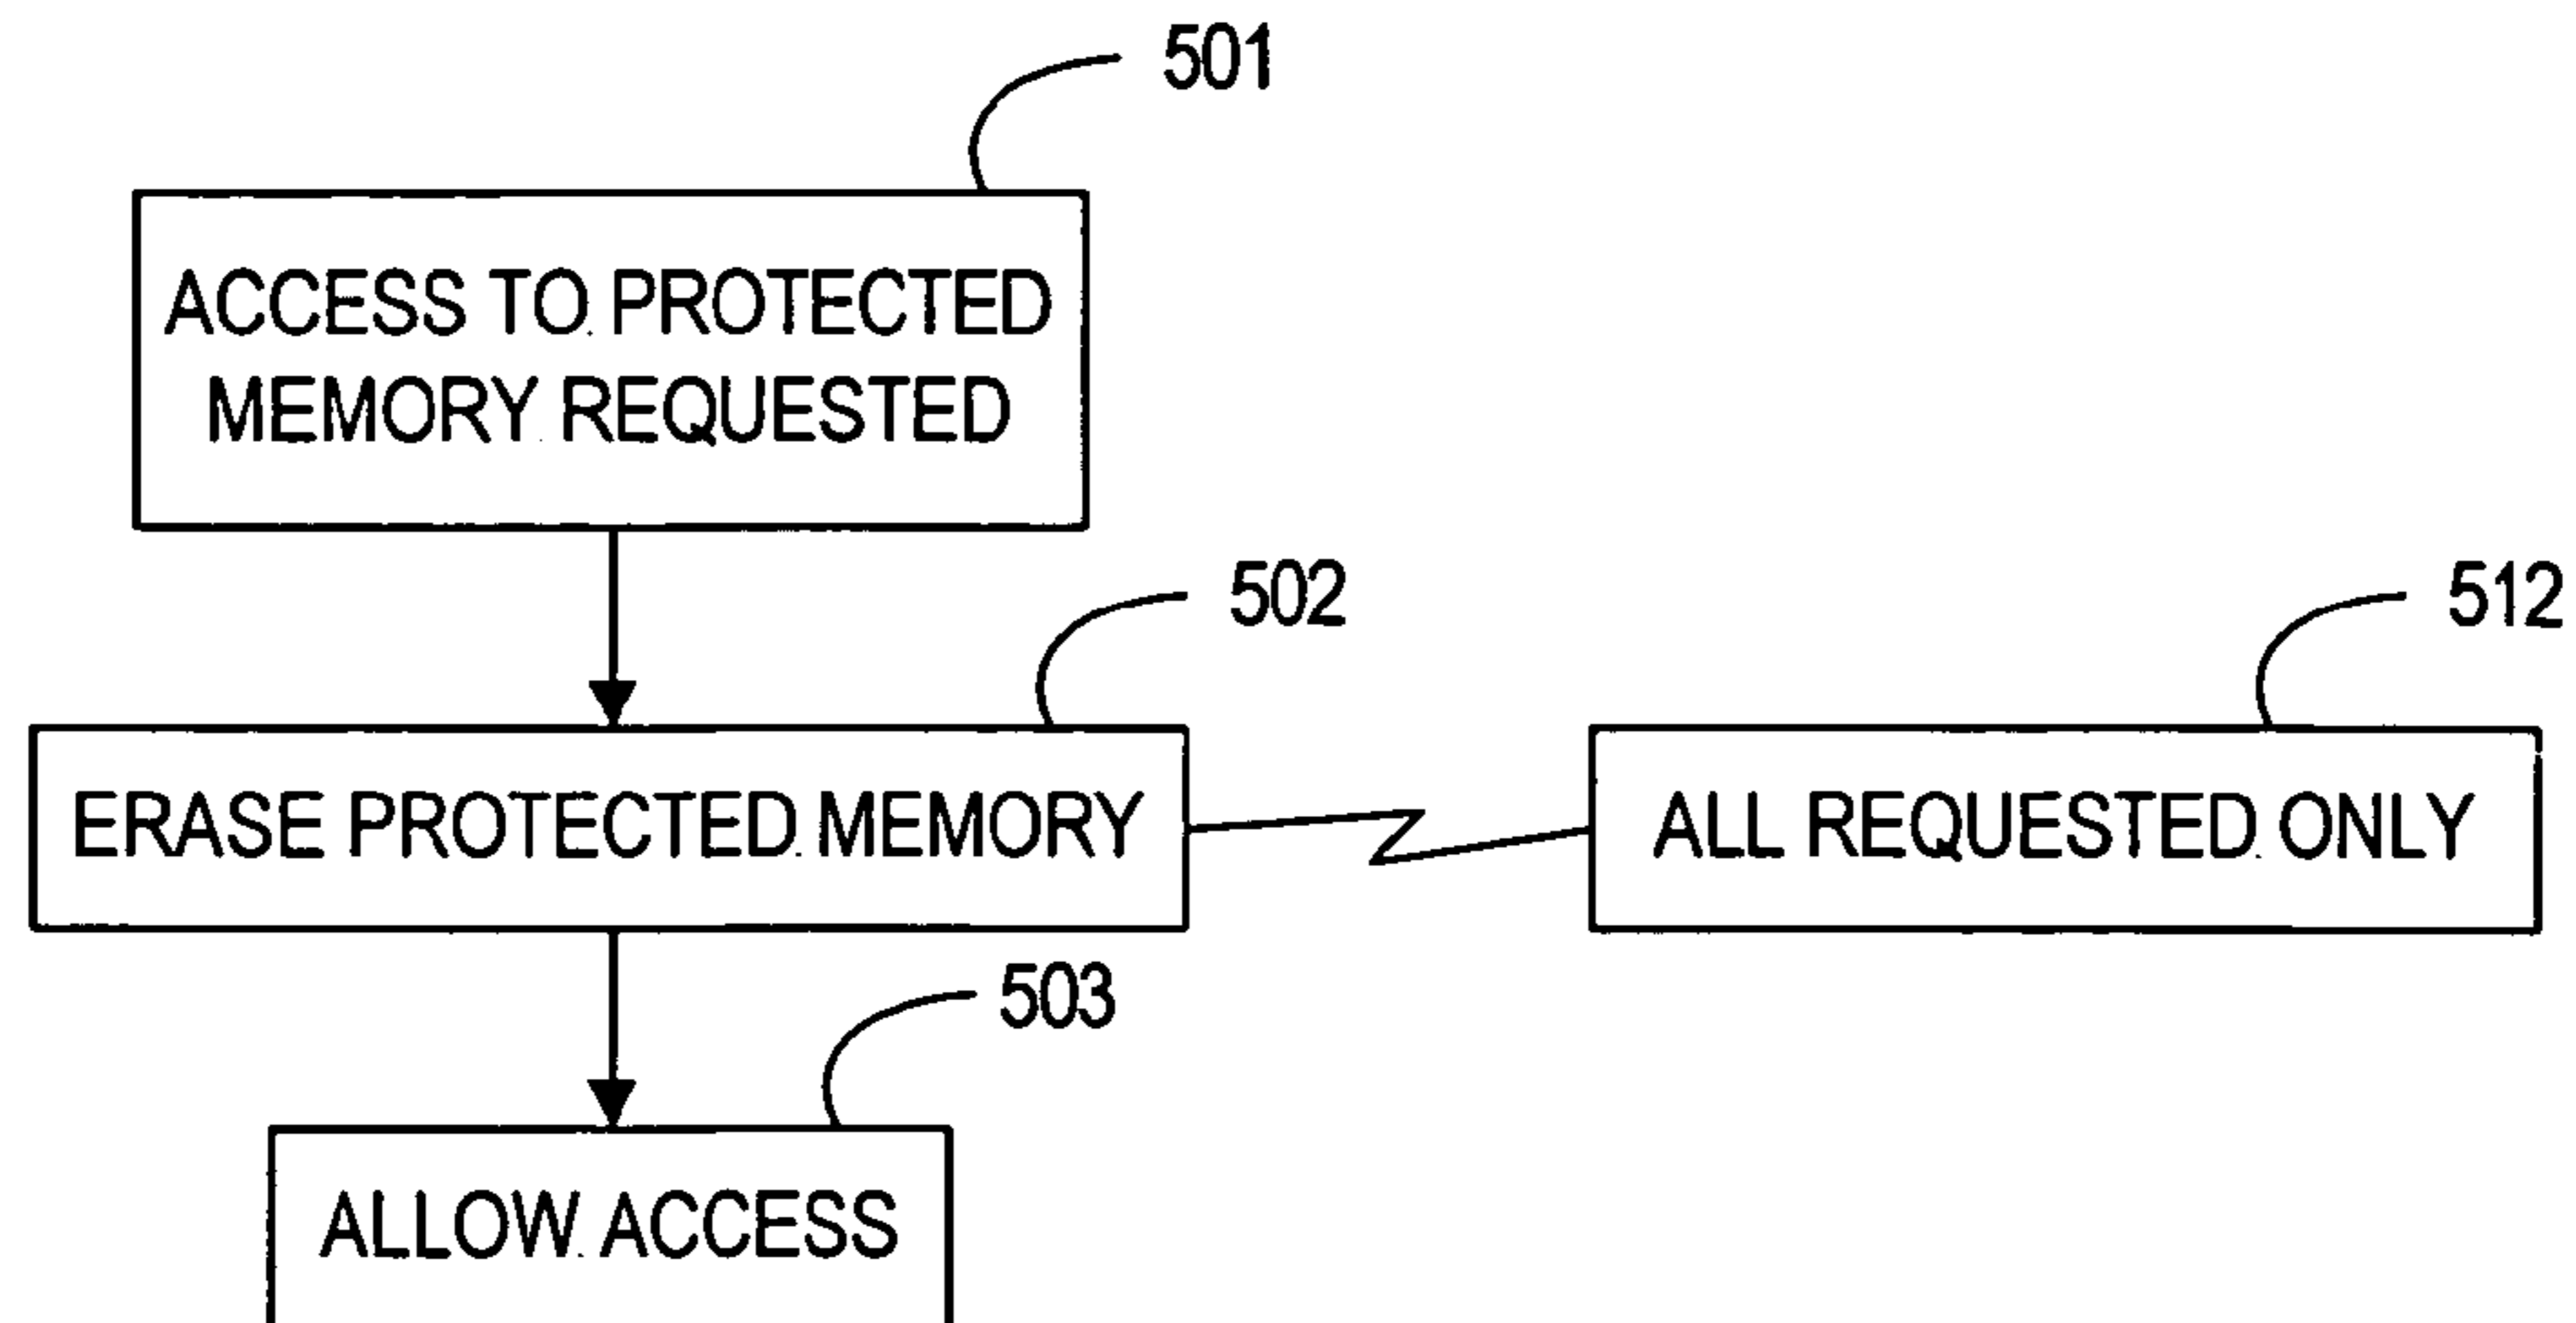 501
ACCESS TO PROTECTED
MEMORY REQUESTED
502
512
ERASE PROTECTED MEMORY
ALL REQUESTED ONLY
503
ALLOW ACCESS